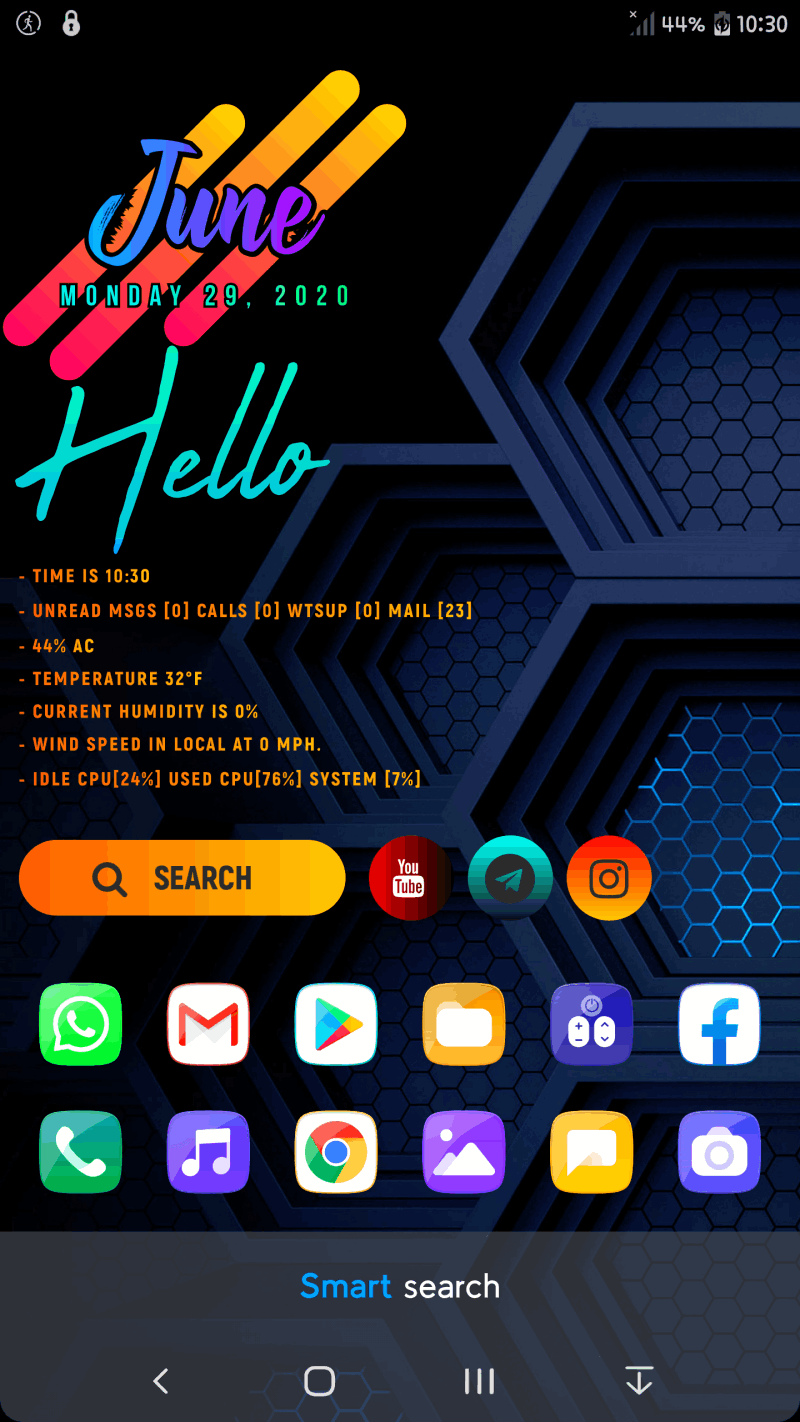 44% 10:30
June
MONDAY 29, 2020
Hello
- TIME IS 10:30
- UNREAD MSGS [0] CALLS [0] WTSUP [0] MAIL [23]
- 44% AC
- TEMPERATURE 32°F
- CURRENT HUMIDITY IS 0%
- WIND SPEED IN LOCAL AT 0 MPH.
- IDLE CPU[24%] USED CPU[76%] SYSTEM [7%]
SEARCH
You
Tube
Smart search